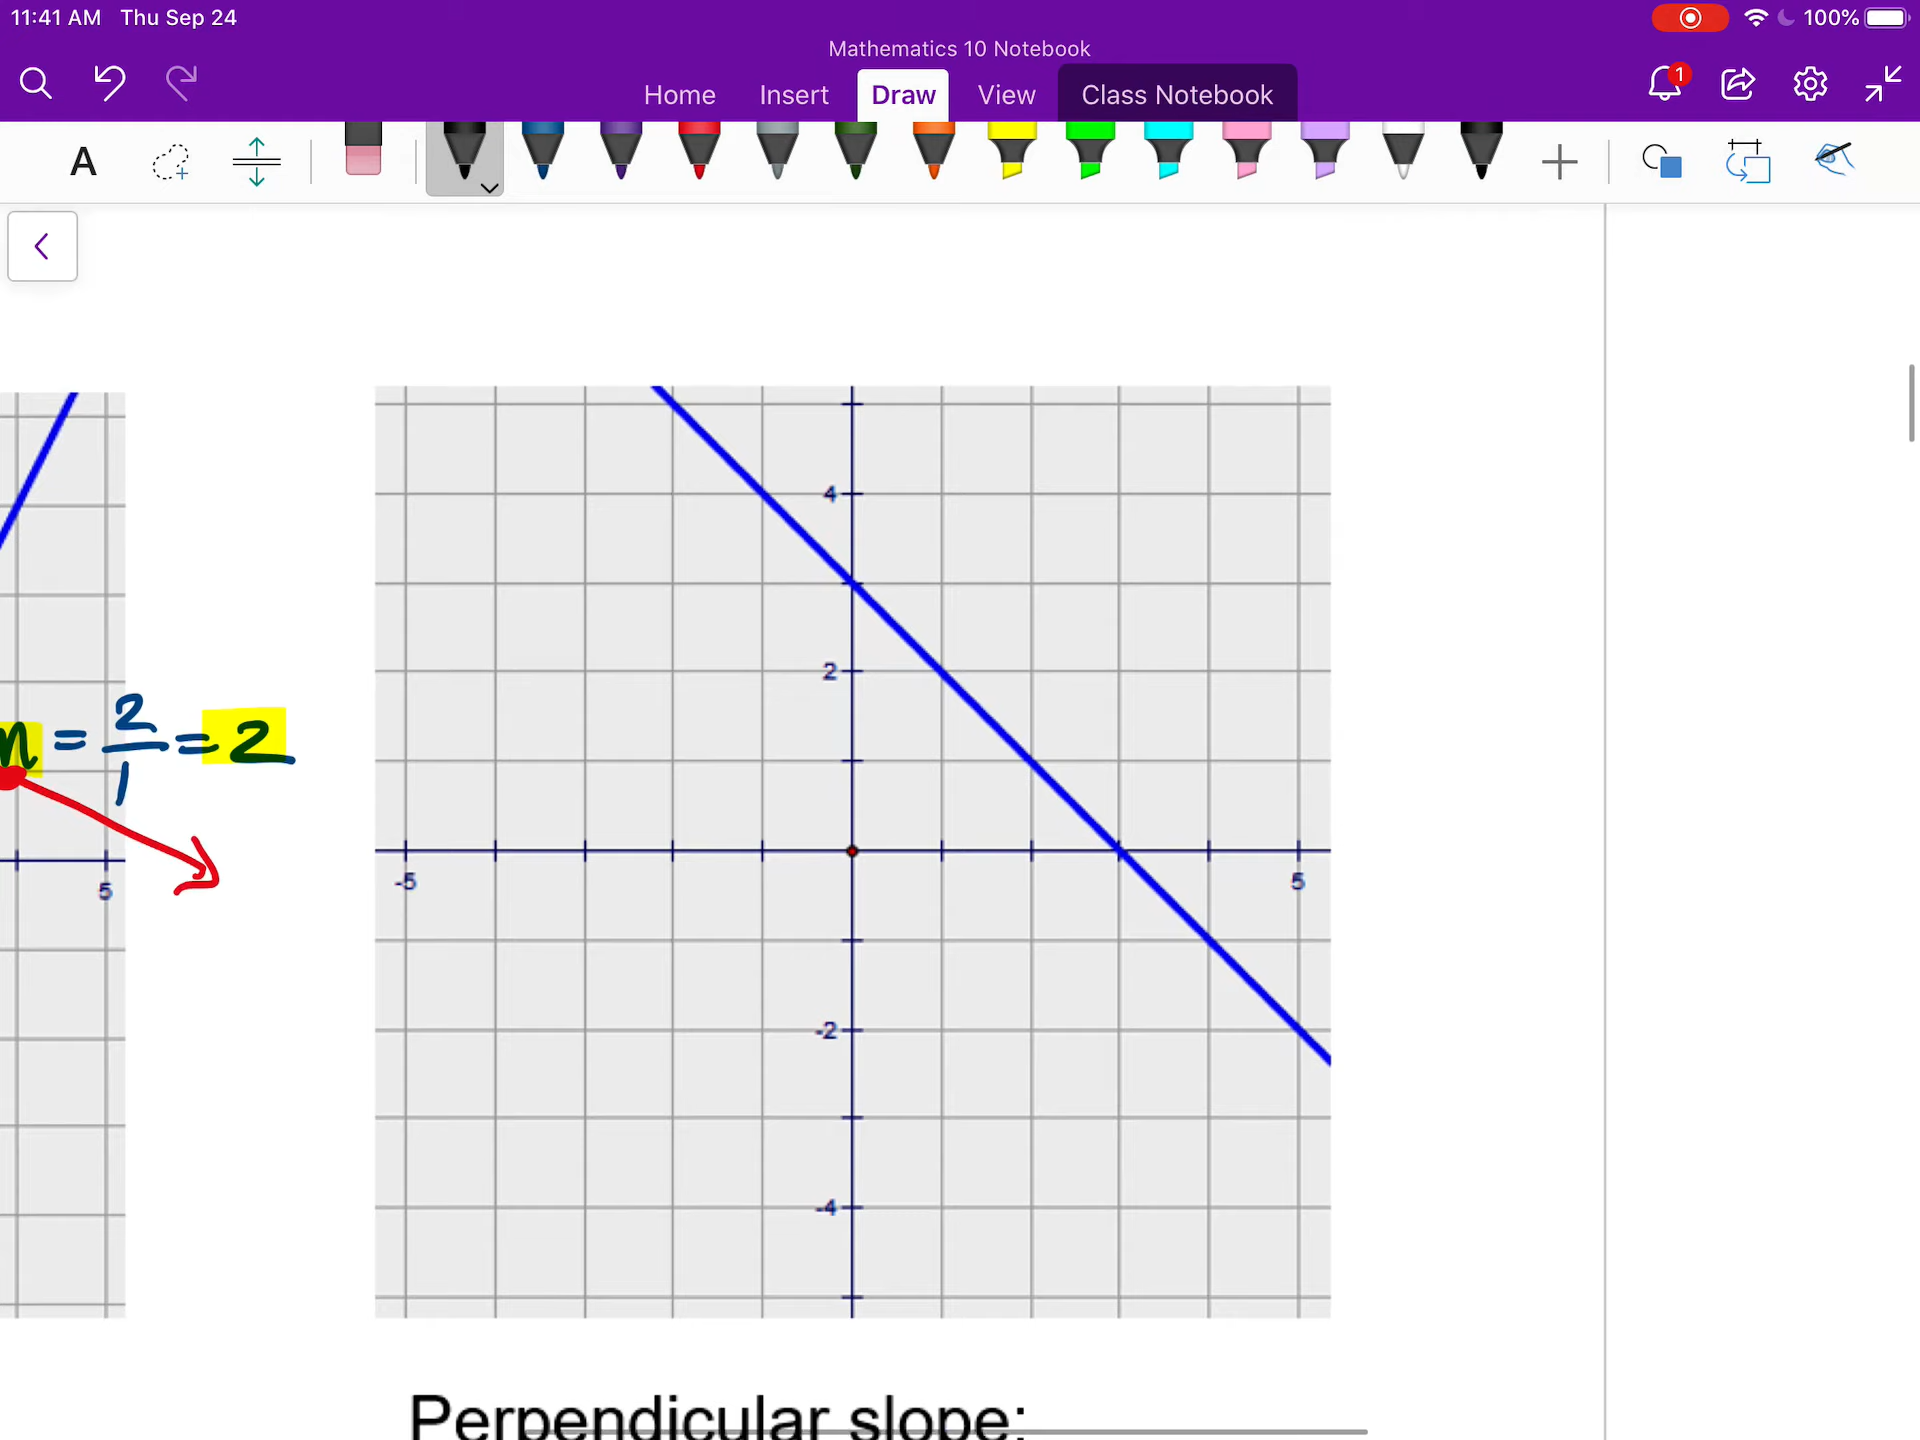 11:41 AM Thu Sep 24
100%
Mathematics 10 Notebook
Home Insert Draw View Class Notebook
1
A
4
2
= 2/1 = 2
5
-5
5
-2
-4
Perpendicular slope: